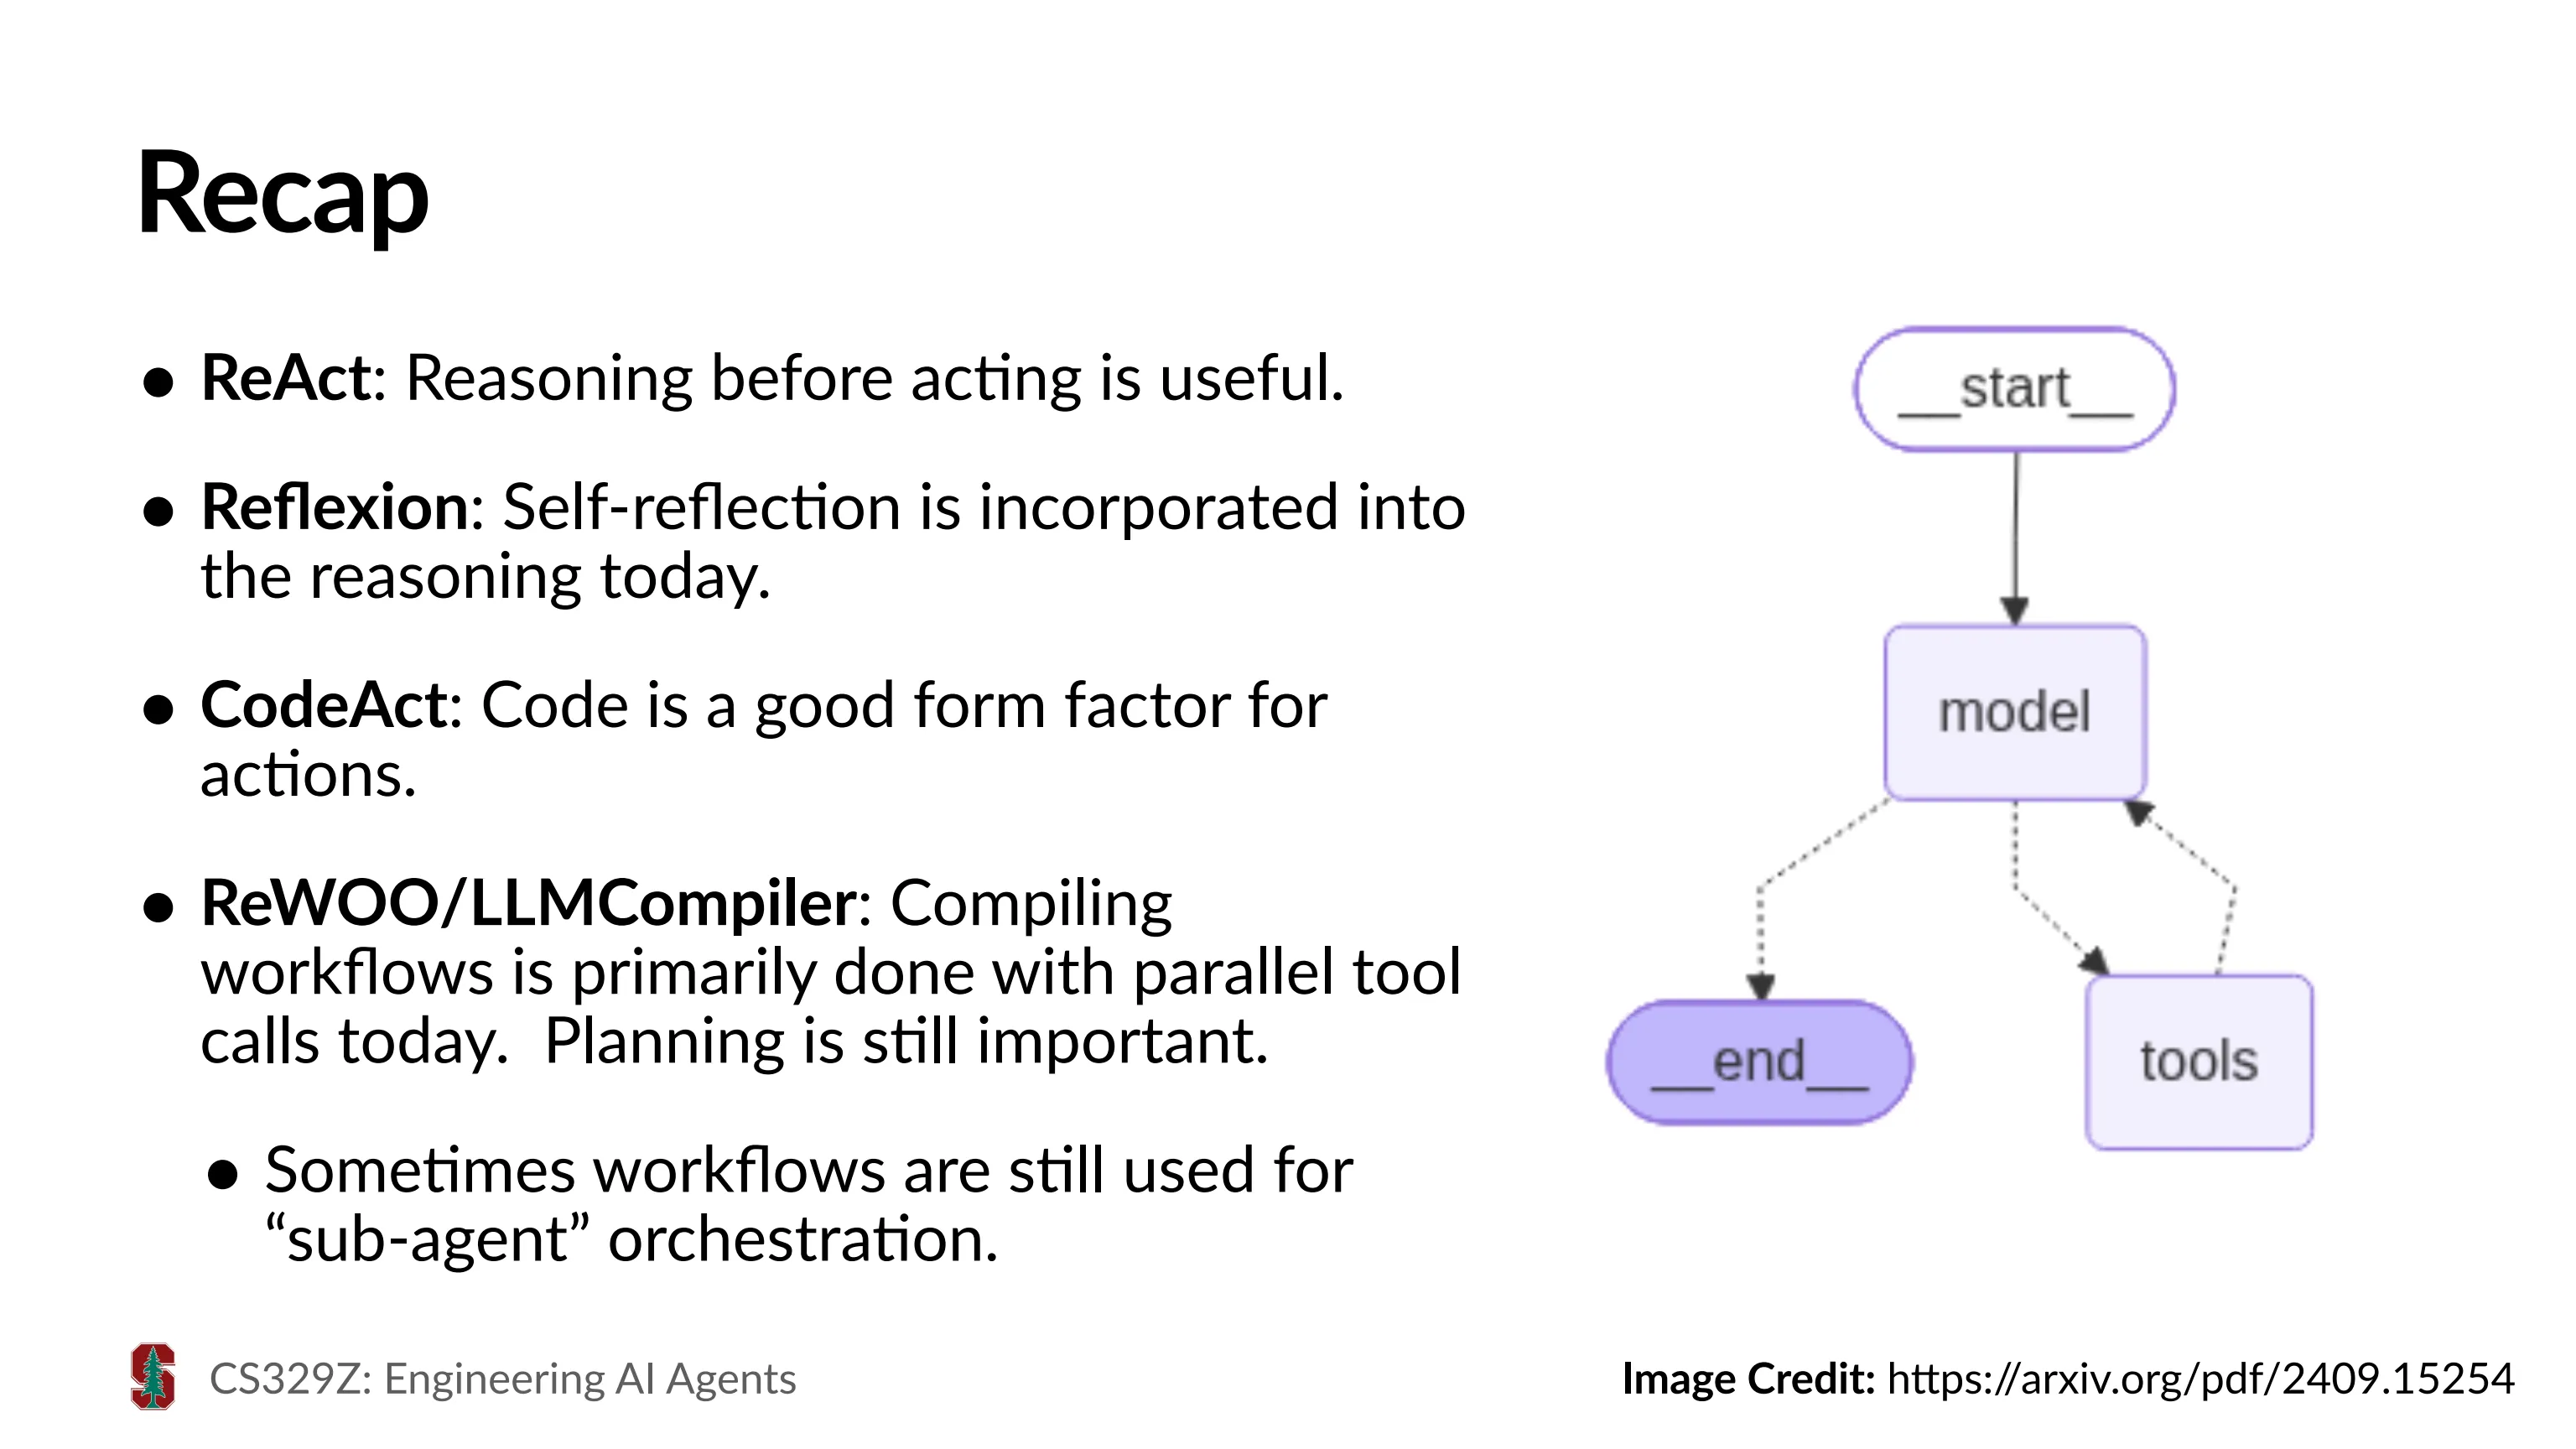 Recap
● ReAct: Reasoning before acting is useful.
● Reflexion: Self-reflection is incorporated into
the reasoning today.
● CodeAct: Code is a good form factor for
actions.
● ReWOO/LLMCompiler: Compiling
workflows is primarily done with parallel tool
calls today.  Planning is still important.
● Sometimes workflows are still used for
“sub-agent” orchestration.
__start__
model
__end__
tools
S CS329Z: Engineering AI Agents
Image Credit: https://arxiv.org/pdf/2409.15254